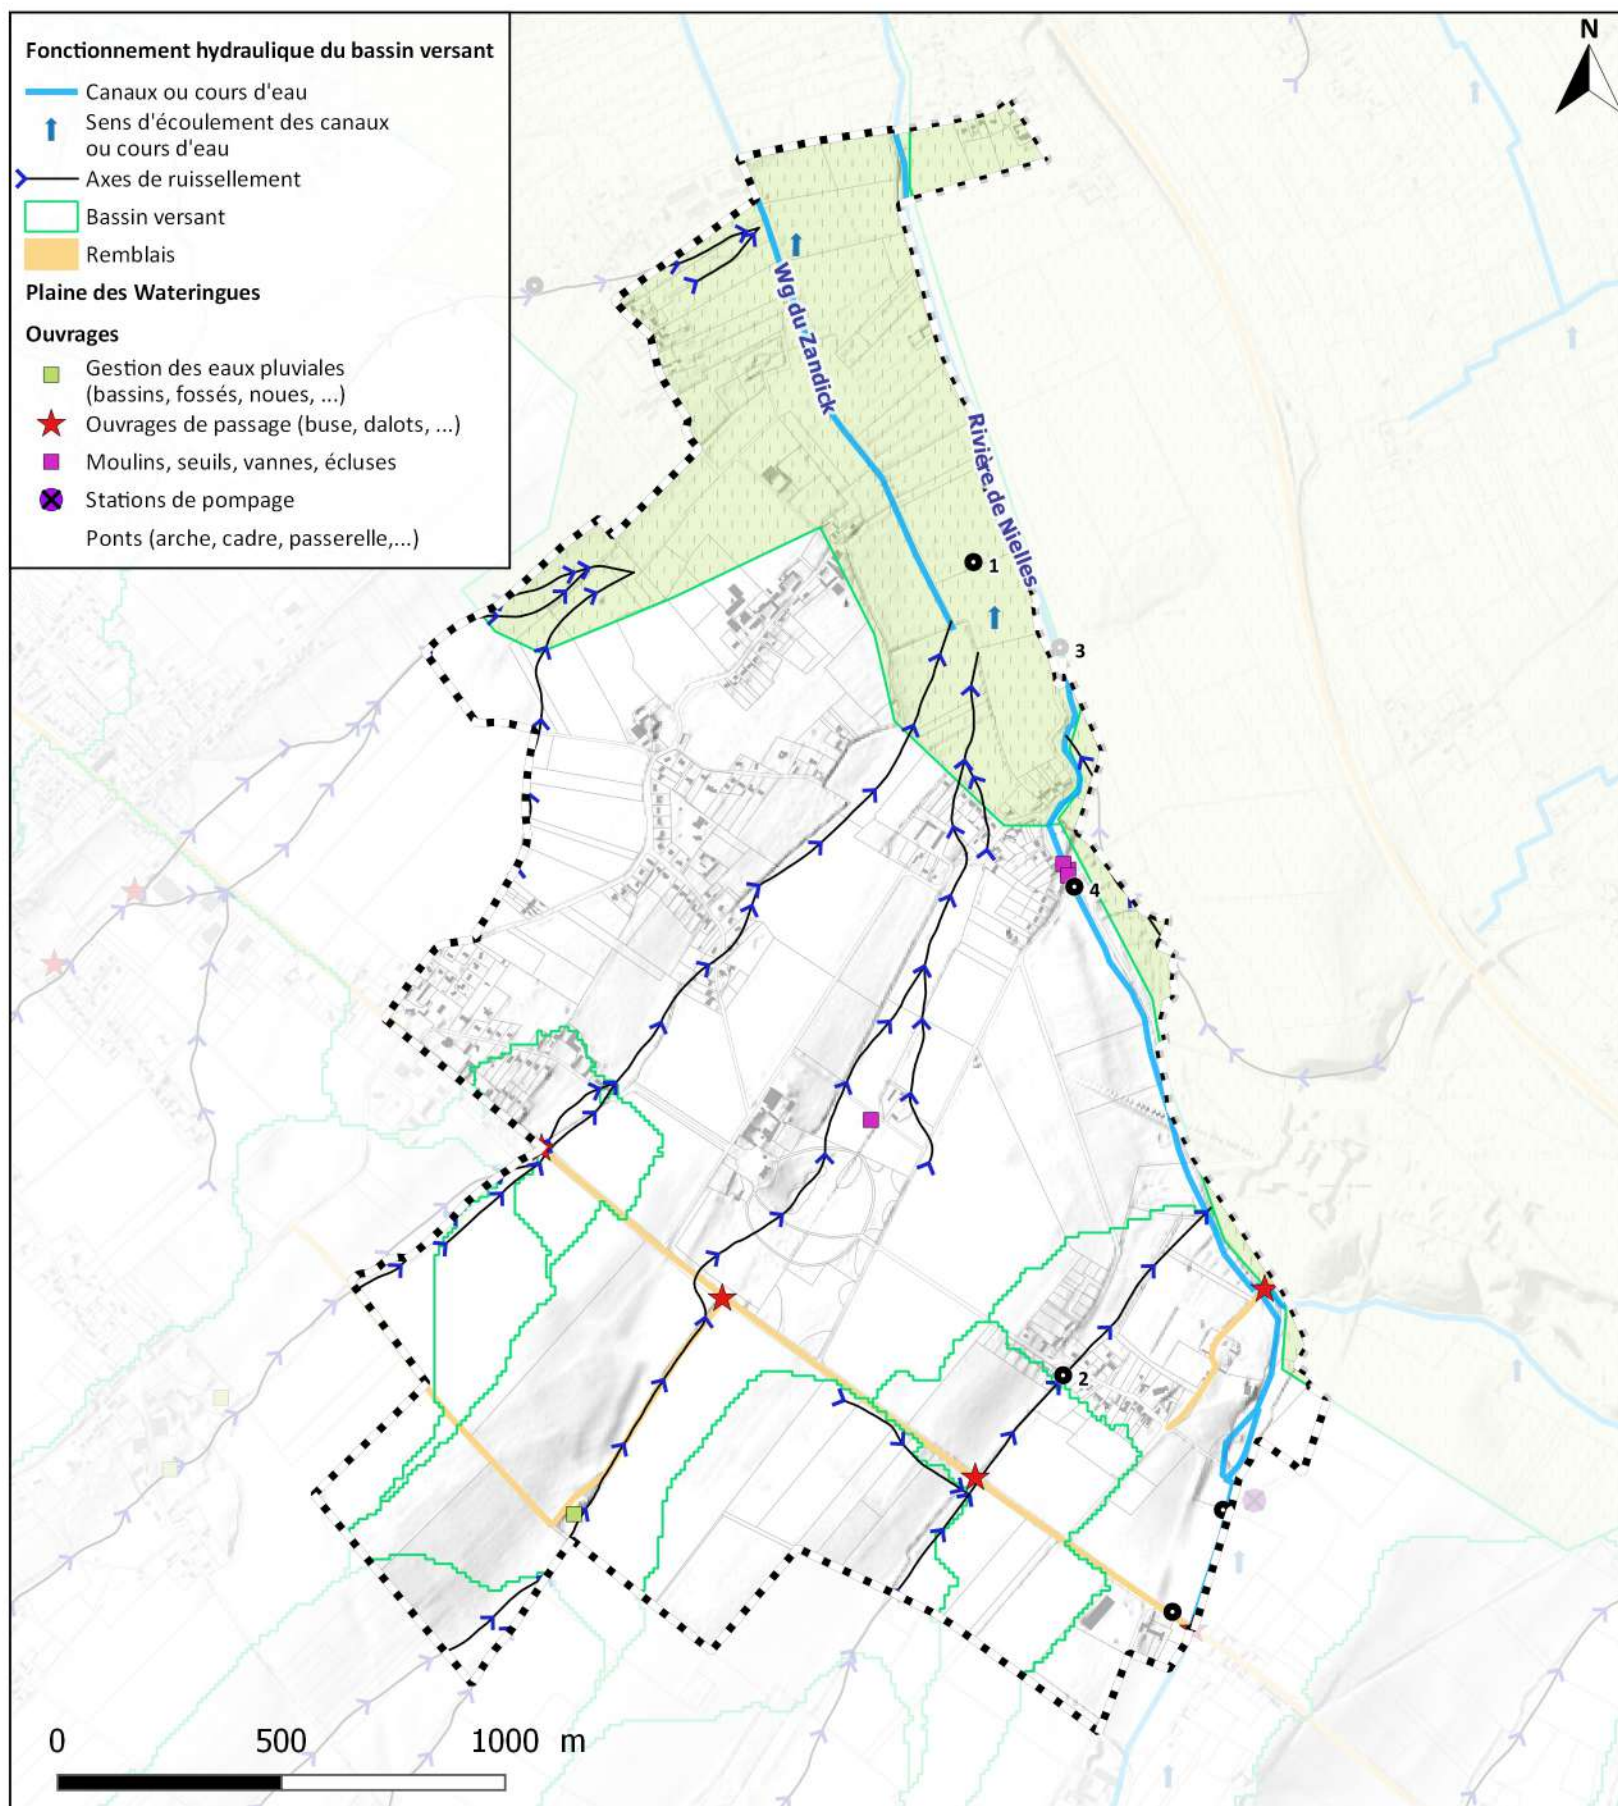 Fonctionnement hydraulique du bassin versant
Canaux ou cours d'eau
Sens d'écoulement des canaux
ou cours d'eau
Axes de ruissellement
Bassin versant
Remblais
Plaine des Wateringues
Ouvrages
Gestion des eaux pluviales
(bassins, fossés, noues, ...)
Ouvrages de passage (buse, dalots, ...)
Moulins, seuils, vannes, écluses
Stations de pompage
Ponts (arche, cadre, passerelle,...)
N
Wg du Zandick
Rivière de Nielles
1
3
4
2
0 500 1000 m